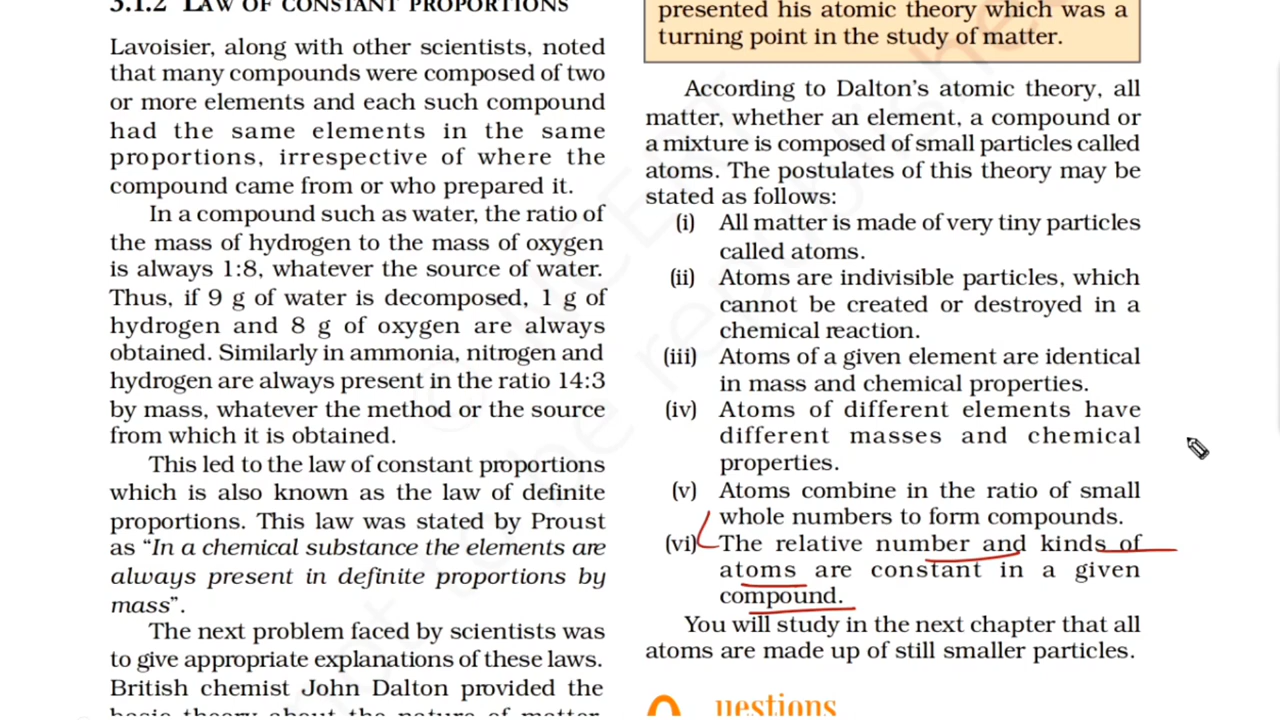 3.1.2 LAW OF CONSTANT PROPORTIONS
Lavoisier, along with other scientists, noted
that many compounds were composed of two
or more elements and each such compound
had the same elements in the same
proportions, irrespective of where the
compound came from or who prepared it.
In a compound such as water, the ratio of
the mass of hydrogen to the mass of oxygen
is always 1:8, whatever the source of water.
Thus, if 9 g of water is decomposed, 1 g of
hydrogen and 8 g of oxygen are always
obtained. Similarly in ammonia, nitrogen and
hydrogen are always present in the ratio 14:3
by mass, whatever the method or the source
from which it is obtained.
This led to the law of constant proportions
which is also known as the law of definite
proportions. This law was stated by Proust
as “In a chemical substance the elements are
always present in definite proportions by
mass”.
The next problem faced by scientists was
to give appropriate explanations of these laws.
British chemist John Dalton provided the
basic theory about the nature of matter.
presented his atomic theory which was a
turning point in the study of matter.
According to Dalton’s atomic theory, all
matter, whether an element, a compound or
a mixture is composed of small particles called
atoms. The postulates of this theory may be
stated as follows:
(i) All matter is made of very tiny particles
called atoms.
(ii) Atoms are indivisible particles, which
cannot be created or destroyed in a
chemical reaction.
(iii) Atoms of a given element are identical
in mass and chemical properties.
(iv) Atoms of different elements have
different masses and chemical
properties.
(v) Atoms combine in the ratio of small
whole numbers to form compounds.
(vi) The relative number and kinds of
atoms are constant in a given
compound.
You will study in the next chapter that all
atoms are made up of still smaller particles.
Questions